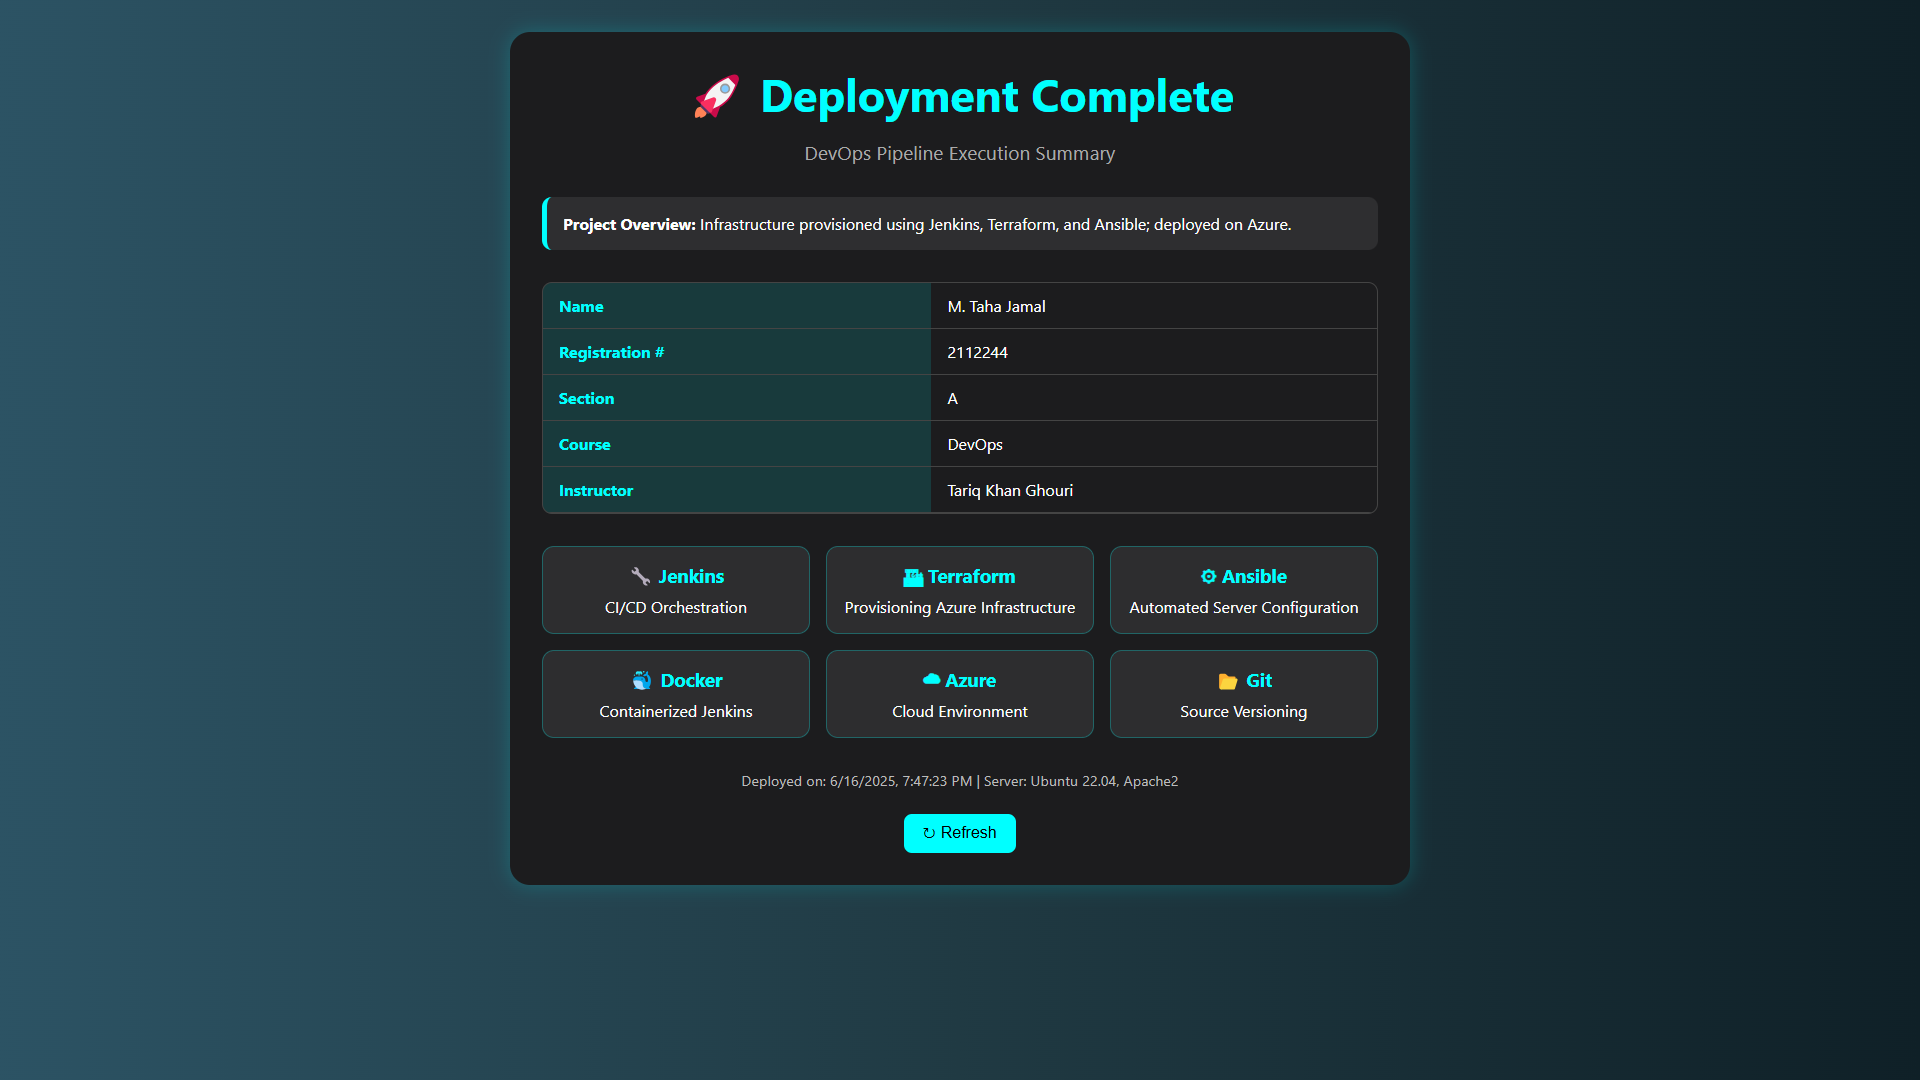 🚀 Deployment Complete
DevOps Pipeline Execution Summary
Project Overview: Infrastructure provisioned using Jenkins, Terraform, and Ansible; deployed on Azure.
Name M. Taha Jamal
Registration # 2112244
Section A
Course DevOps
Instructor Tariq Khan Ghouri
🔧 Jenkins
CI/CD Orchestration
🏙 Terraform
Provisioning Azure Infrastructure
⚙ Ansible
Automated Server Configuration
🐳 Docker
Containerized Jenkins
☁ Azure
Cloud Environment
📂 Git
Source Versioning
Deployed on: 6/16/2025, 7:47:23 PM | Server: Ubuntu 22.04, Apache2
↻ Refresh